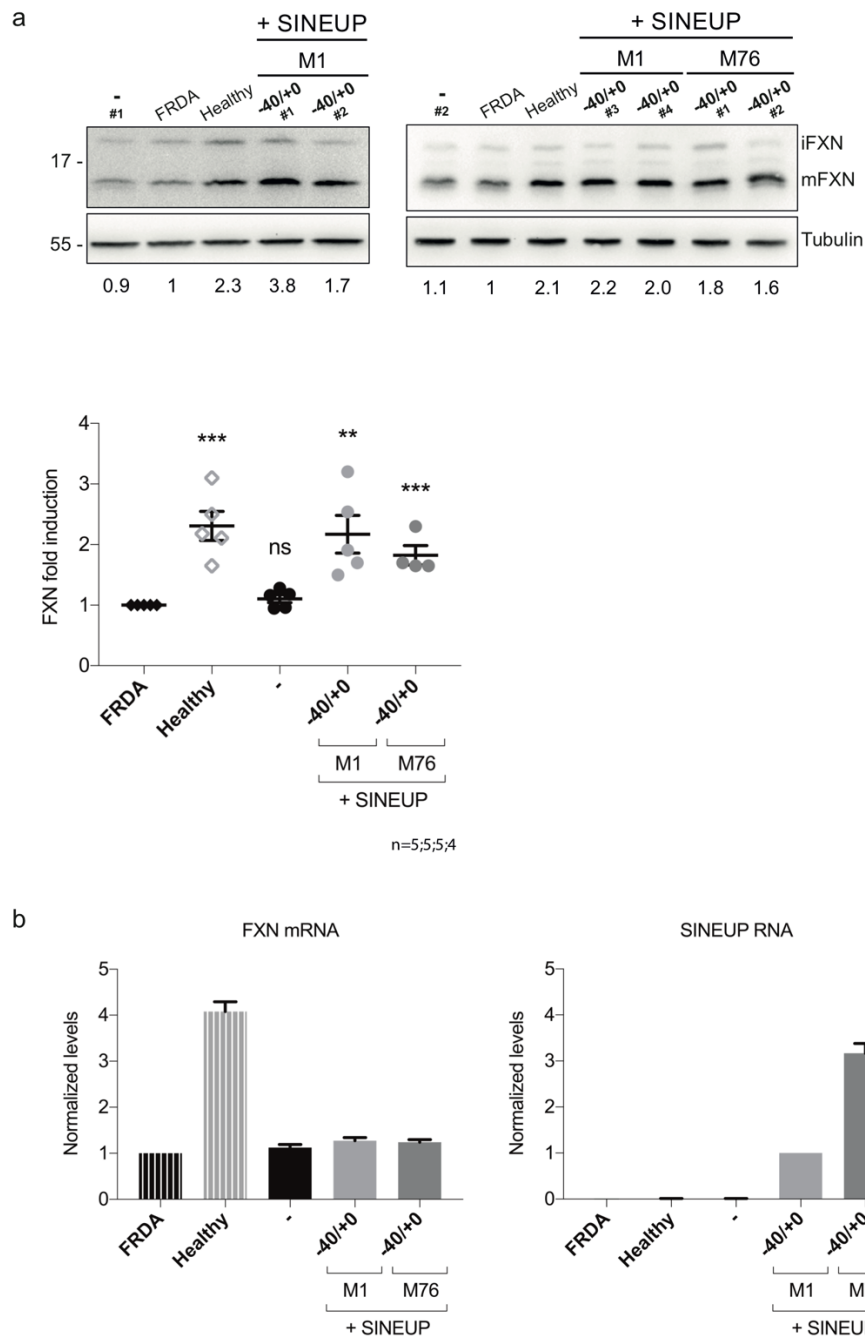 a
+ SINEUP
M1
- #1 FRDA Healthy -40/+0 #1 -40/+0 #2
17 -
55 -
0.9 1 2.3 3.8 1.7
+ SINEUP
M1 M76
- #2 FRDA Healthy -40/+0 #3 -40/+0 #4 -40/+0 #1 -40/+0 #2
iFXN
mFXN
Tubulin
1.1 1 2.1 2.2 2.0 1.8 1.6
FXN fold induction
4
3
2
1
0
*** ns ** ***
FRDA Healthy - -40/+0 -40/+0
M1 M76
+ SINEUP
n=5;5;5;4
b
FXN mRNA
Normalized levels
5
4
3
2
1
0
FRDA Healthy - -40/+0 -40/+0
M1 M76
+ SINEUP
SINEUP RNA
Normalized levels
5
4
3
2
1
0
FRDA Healthy - -40/+0 -40/+0
M1 M
+ SINEU